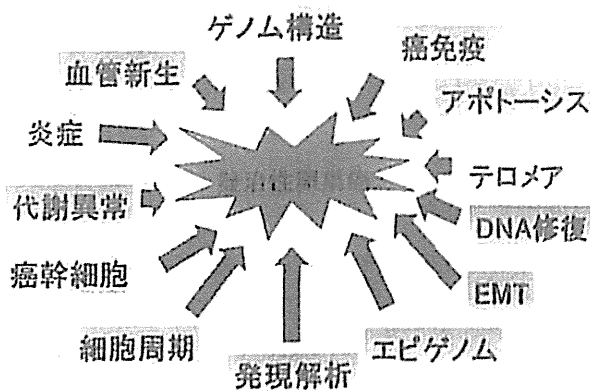 ゲノム構造
癌免疫
血管新生
アポトーシス
炎症
テロメア
代謝異常
DNA修復
癌幹細胞
EMT
細胞周期
エピゲノム
発現解析